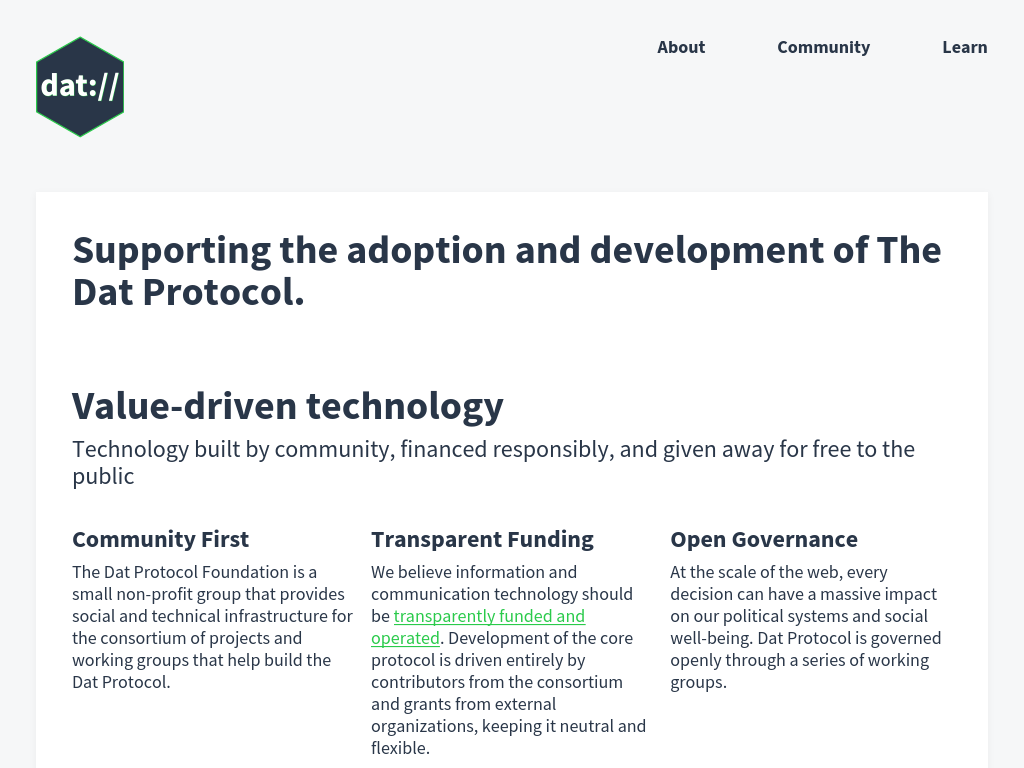 dat://
About
Community
Learn
Supporting the adoption and development of The
Dat Protocol.
Value-driven technology
Technology built by community, financed responsibly, and given away for free to the
public
Community First
The Dat Protocol Foundation is a
small non-profit group that provides
social and technical infrastructure for
the consortium of projects and
working groups that help build the
Dat Protocol.
Transparent Funding
We believe information and
communication technology should
be transparently funded and
operated. Development of the core
protocol is driven entirely by
contributors from the consortium
and grants from external
organizations, keeping it neutral and
flexible.
Open Governance
At the scale of the web, every
decision can have a massive impact
on our political systems and social
well-being. Dat Protocol is governed
openly through a series of working
groups.